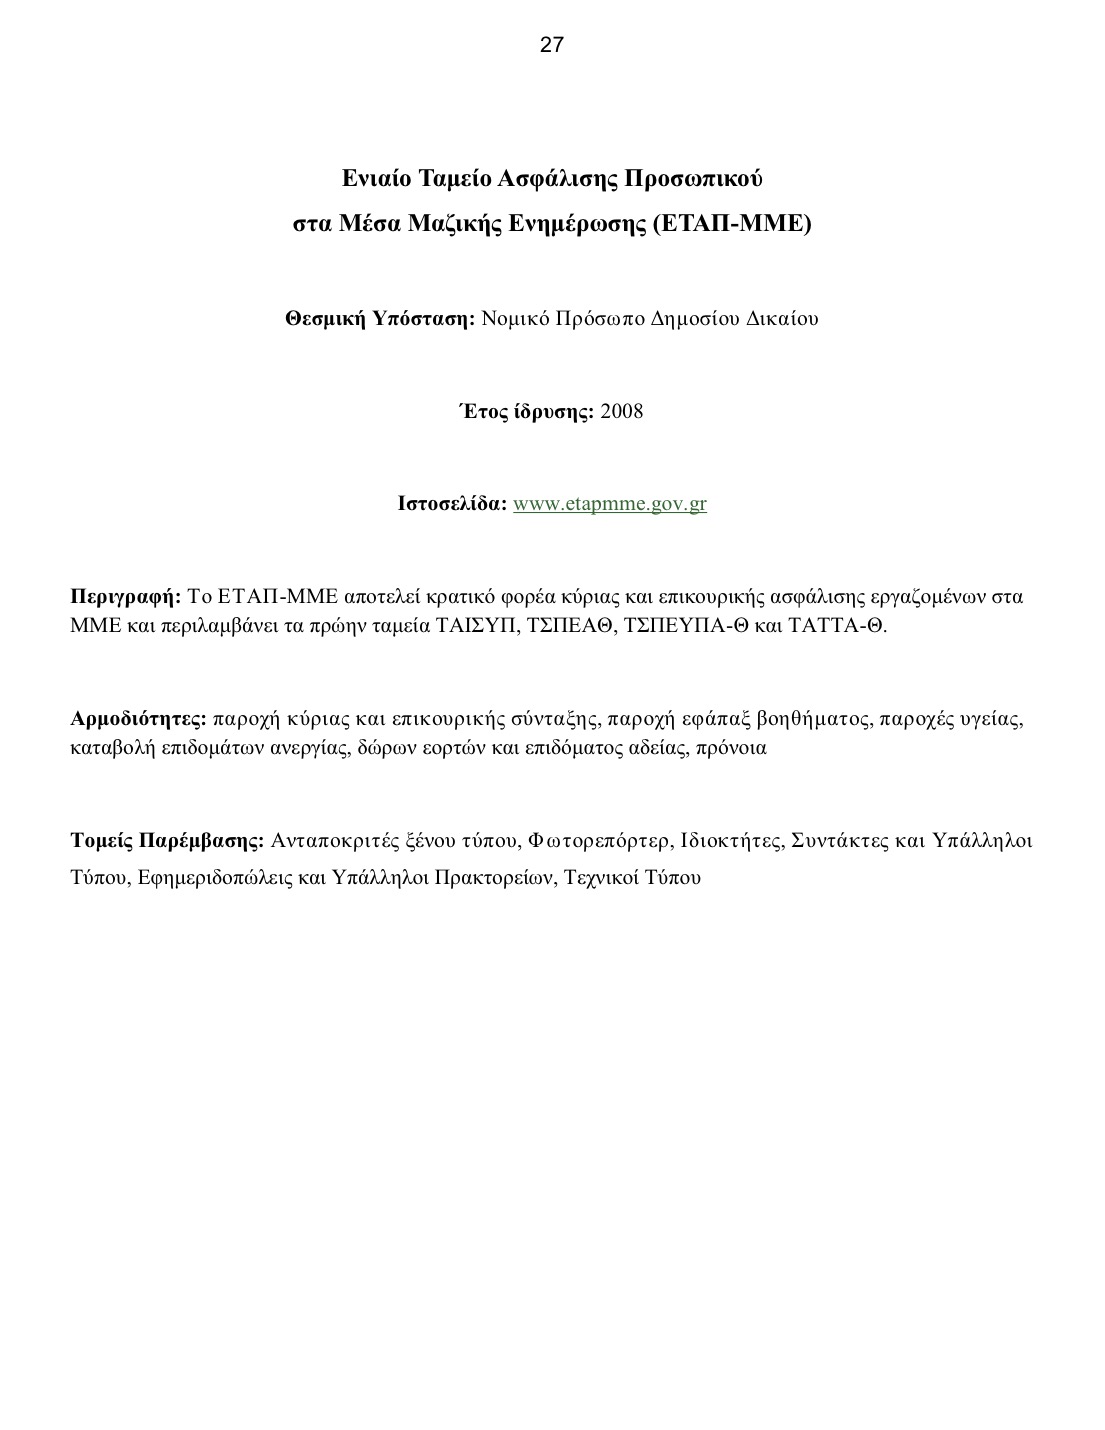 27
Ενιαίο Ταμείο Ασφάλισης Προσωπικού
στα Μέσα Μαζικής Ενημέρωσης (ΕΤΑΠ-ΜΜΕ)
Θεσμική Υπόσταση: Νομικό Πρόσωπο Δημοσίου Δικαίου
Έτος ίδρυσης: 2008
Ιστοσελίδα: www.etapmme.gov.gr
Περιγραφή: Το ΕΤΑΠ-ΜΜΕ αποτελεί κρατικό φορέα κύριας και επικουρικής ασφάλισης εργαζομένων στα
ΜΜΕ και περιλαμβάνει τα πρώην ταμεία ΤΑΙΣΥΠ, ΤΣΠΕΑΘ, ΤΣΠΕΥΠΑ-Θ και ΤΑΤΤΑ-Θ.
Αρμοδιότητες: παροχή κύριας και επικουρικής σύνταξης, παροχή εφάπαξ βοηθήματος, παροχές υγείας,
καταβολή επιδομάτων ανεργίας, δώρων εορτών και επιδόματος αδείας, πρόνοια
Τομείς Παρέμβασης: Ανταποκριτές ξένου τύπου, Φωτορεπόρτερ, Ιδιοκτήτες, Συντάκτες και Υπάλληλοι
Τύπου, Εφημεριδοπώλεις και Υπάλληλοι Πρακτορείων, Τεχνικοί Τύπου